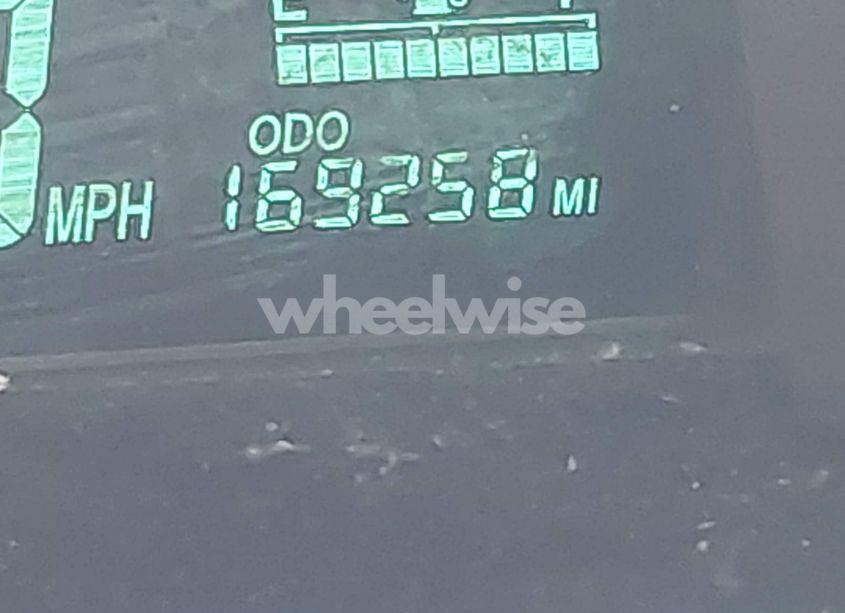 E F
ODO
MPH 169258 MI
wheelwise